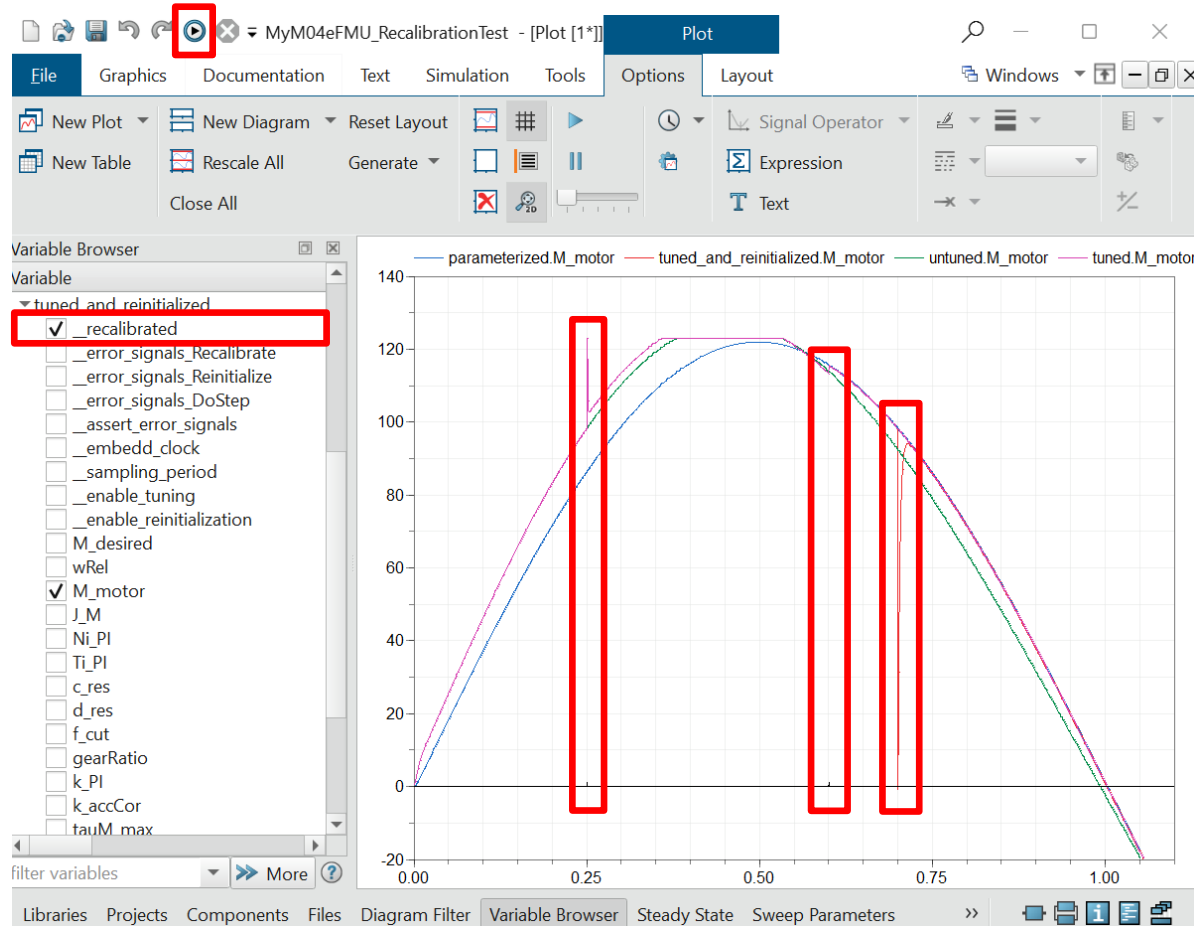 MyM04eFMU_RecalibrationTest - [Plot [1*]]
Plot
File Graphics Documentation Text Simulation Tools Options Layout Windows
New Plot New Diagram Reset Layout Signal Operator
New Table Rescale All Generate Expression
Close All 2D Text
Variable Browser
Variable
tuned_and_reinitialized
__recalibrated
__error_signals_Recalibrate
__error_signals_Reinitialize
__error_signals_DoStep
__assert_error_signals
__embedd_clock
__sampling_period
__enable_tuning
__enable_reinitialization
M_desired
wRel
M_motor
J_M
Ni_PI
Ti_PI
c_res
d_res
f_cut
gearRatio
k_PI
k_accCor
tauM_max
filter variables More
parameterized.M_motor tuned_and_reinitialized.M_motor untuned.M_motor tuned.M_motor
140
120
100
80
60
40
20
0
-20
0.00 0.25 0.50 0.75 1.00
Libraries Projects Components Files Diagram Filter Variable Browser Steady State Sweep Parameters